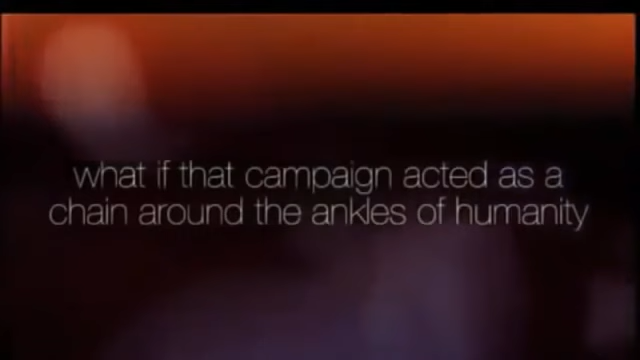 what if that campaign acted as a
chain around the ankles of humanity